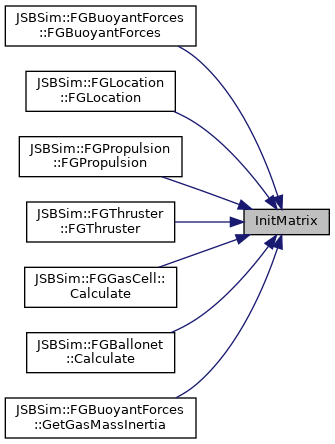 JSBSim::FGBuoyantForces
::FGBuoyantForces
JSBSim::FGLocation
::FGLocation
JSBSim::FGPropulsion
::FGPropulsion
JSBSim::FGThruster
::FGThruster
InitMatrix
JSBSim::FGGasCell::
Calculate
JSBSim::FGBallonet
::Calculate
JSBSim::FGBuoyantForces
::GetGasMassInertia